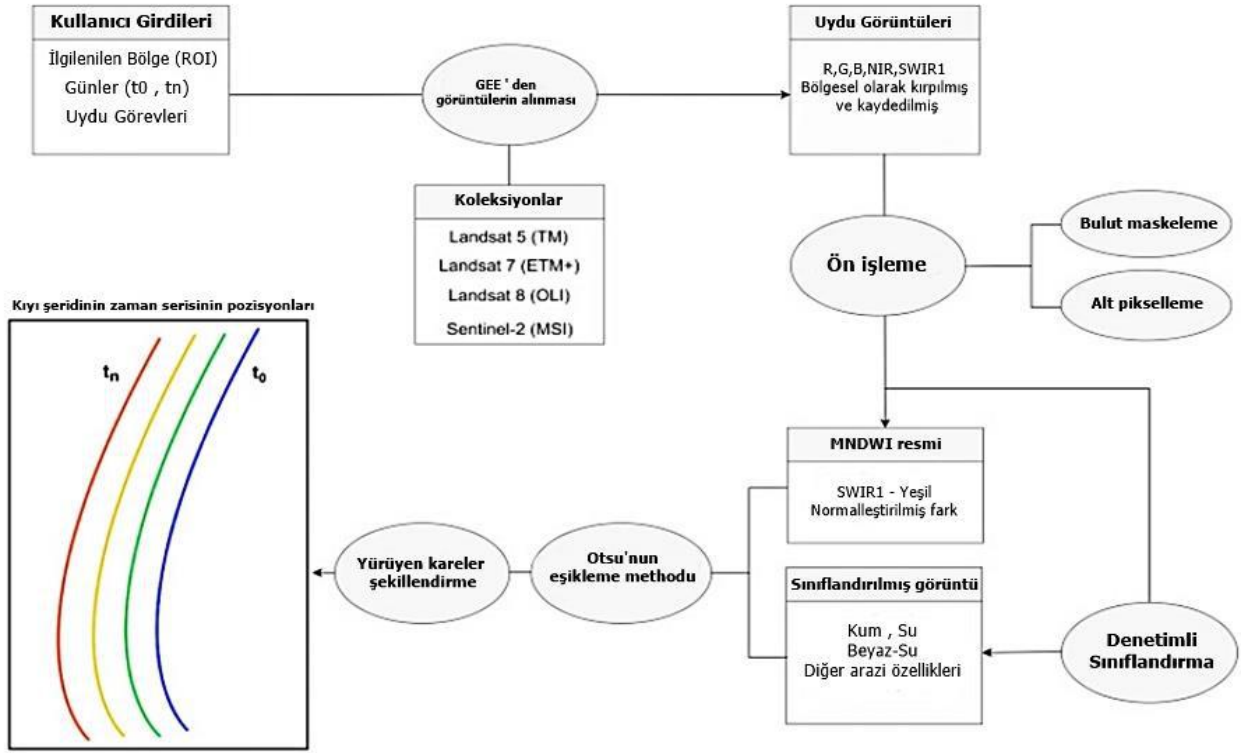 Kullanıcı Girdileri
İlgilenilen Bölge (ROI)
Günler (t0 , tn)
Uydu Görevleri
GEE ' den
görüntülerin alınması
Uydu Görüntüleri
R,G,B,NIR,SWIR1
Bölgesel olarak kırpılmış
ve kaydedilmiş
Koleksiyonlar
Landsat 5 (TM)
Landsat 7 (ETM+)
Landsat 8 (OLI)
Sentinel-2 (MSI)
Ön işleme
Bulut maskeleme
Alt pikselleme
Kıyı şeridinin zaman serisinin pozisyonları
tn
t0
MNDWI resmi
SWIR1 - Yeşil
Normalleştirilmiş fark
Yürüyen kareler
şekillendirme
Otsu'nun
eşikleme methodu
Sınıflandırılmış görüntü
Kum , Su
Beyaz-Su
Diğer arazi özellikleri
Denetimli
Sınıflandırma